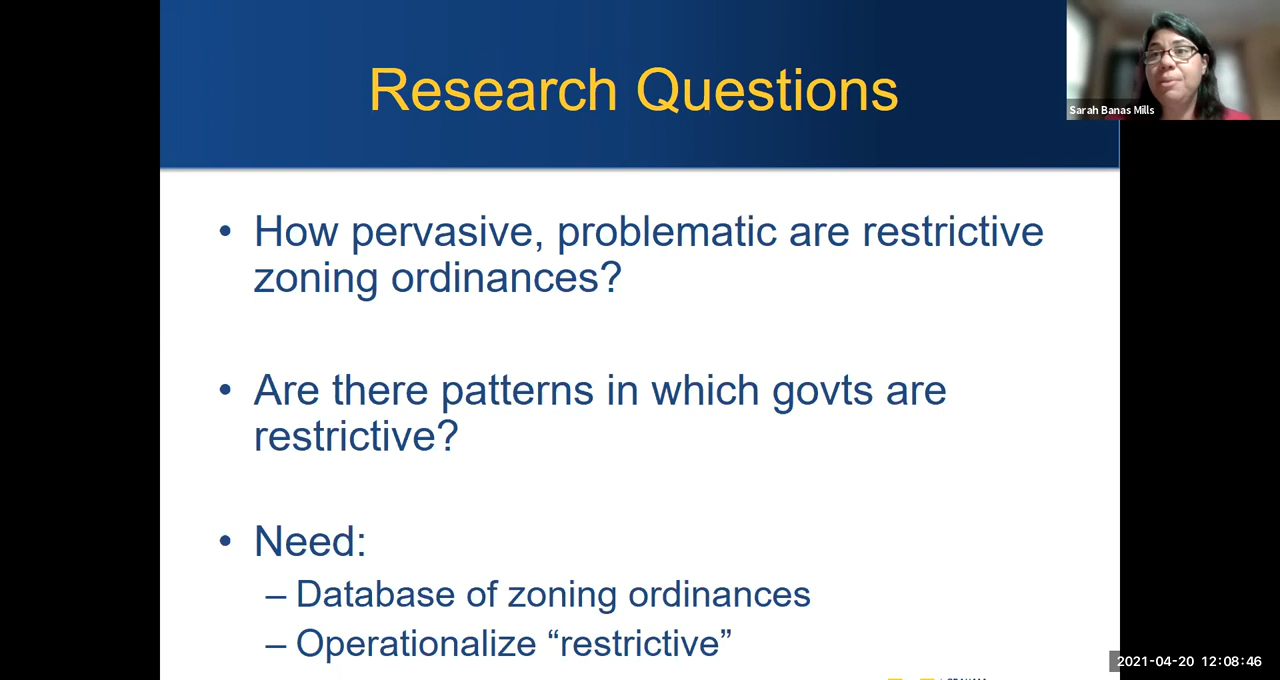 Research Questions
Sarah Banas Mills
• How pervasive, problematic are restrictive
zoning ordinances?
• Are there patterns in which govts are
restrictive?
• Need:
– Database of zoning ordinances
– Operationalize “restrictive”
2021-04-20 12:08:46